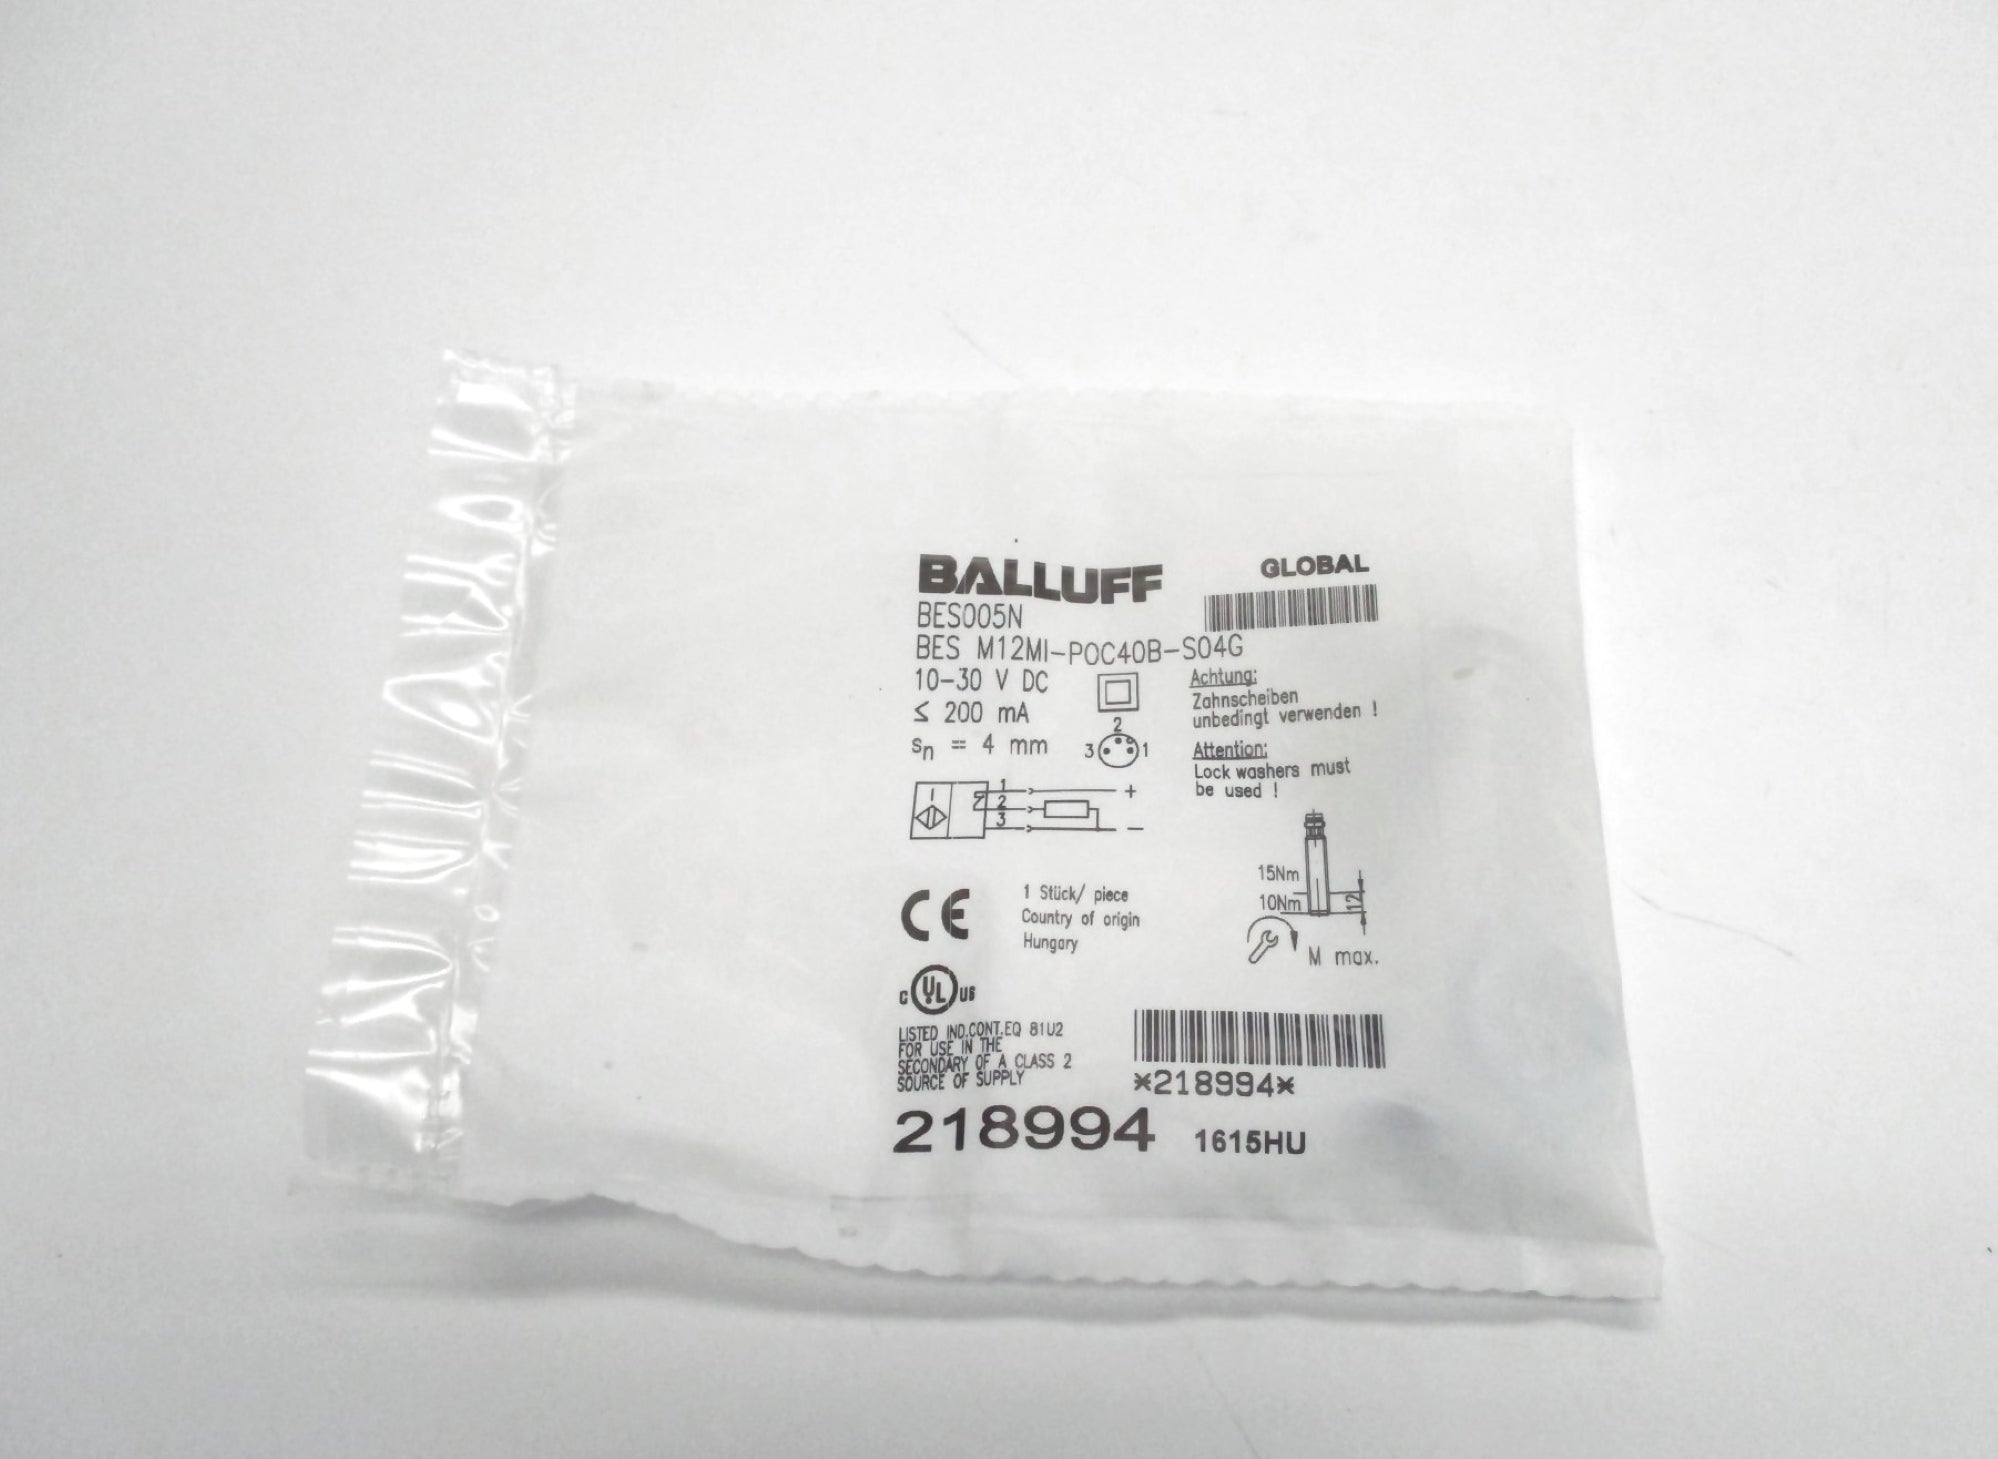 BALLUFF
GLOBAL
BES005N
BES M12MI-POC40B-S04G
10-30 V DC
≤ 200 mA
sn = 4 mm
2
3 1
Achtung:
Zahnscheiben
unbedingt verwenden !
Attention:
Lock washers must
be used !
1
2
3
+
−
15Nm
10Nm
12
M max.
CE
1 Stück/ piece
Country of origin
Hungary
c UL us
LISTED IND.CONT.EQ 81U2
FOR USE IN THE
SECONDARY OF A CLASS 2
SOURCE OF SUPPLY
*218994*
218994 1615HU